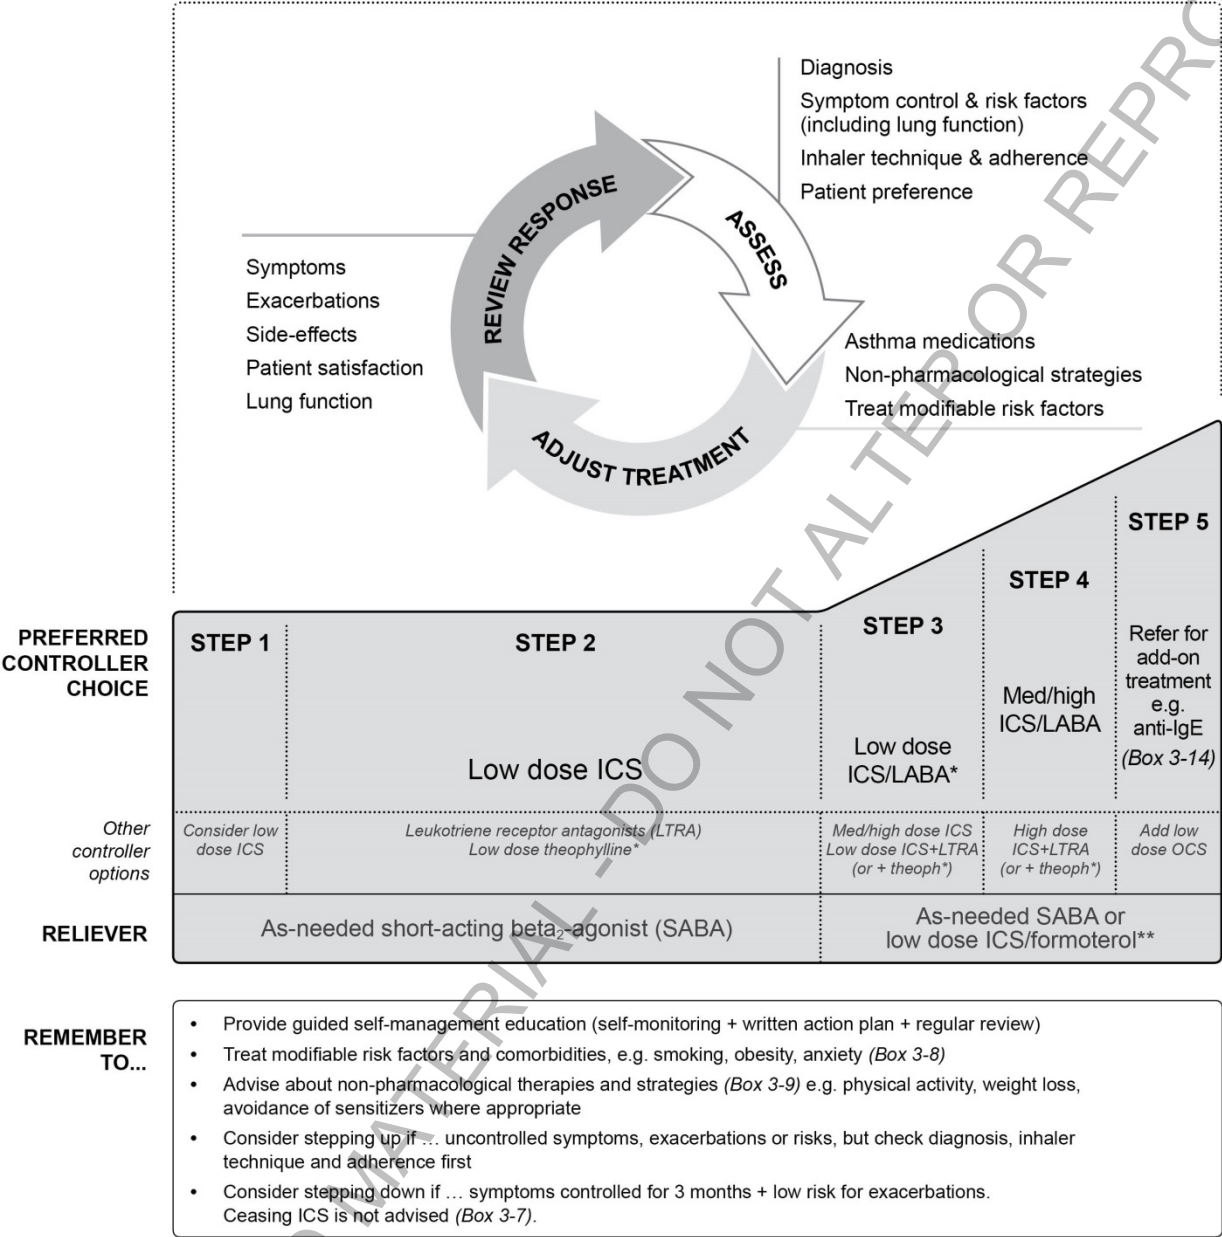 Diagnosis
Symptom control & risk factors
(including lung function)
Inhaler technique & adherence
Patient preference
REVIEW RESPONSE
ASSESS
Symptoms
Exacerbations
Side-effects
Patient satisfaction
Lung function
Asthma medications
Non-pharmacological strategies
Treat modifiable risk factors
ADJUST TREATMENT
PREFERRED
CONTROLLER
CHOICE
STEP 1
STEP 2
Low dose ICS
STEP 3
Low dose
ICS/LABA*
STEP 4
Med/high
ICS/LABA
STEP 5
Refer for
add-on
treatment
e.g.
anti-IgE
(Box 3-14)
Other
controller
options
Consider low
dose ICS
Leukotriene receptor antagonists (LTRA)
Low dose theophylline*
Med/high dose ICS
Low dose ICS+LTRA
(or + theoph*)
High dose
ICS+LTRA
(or + theoph*)
Add low
dose OCS
RELIEVER
As-needed short-acting beta₂-agonist (SABA)
As-needed SABA or
low dose ICS/formoterol**
REMEMBER
TO...
• Provide guided self-management education (self-monitoring + written action plan + regular review)
• Treat modifiable risk factors and comorbidities, e.g. smoking, obesity, anxiety (Box 3-8)
• Advise about non-pharmacological therapies and strategies (Box 3-9) e.g. physical activity, weight loss,
avoidance of sensitizers where appropriate
• Consider stepping up if … uncontrolled symptoms, exacerbations or risks, but check diagnosis, inhaler
technique and adherence first
• Consider stepping down if … symptoms controlled for 3 months + low risk for exacerbations.
Ceasing ICS is not advised (Box 3-7).
MATERIAL - DO NOT ALTER OR